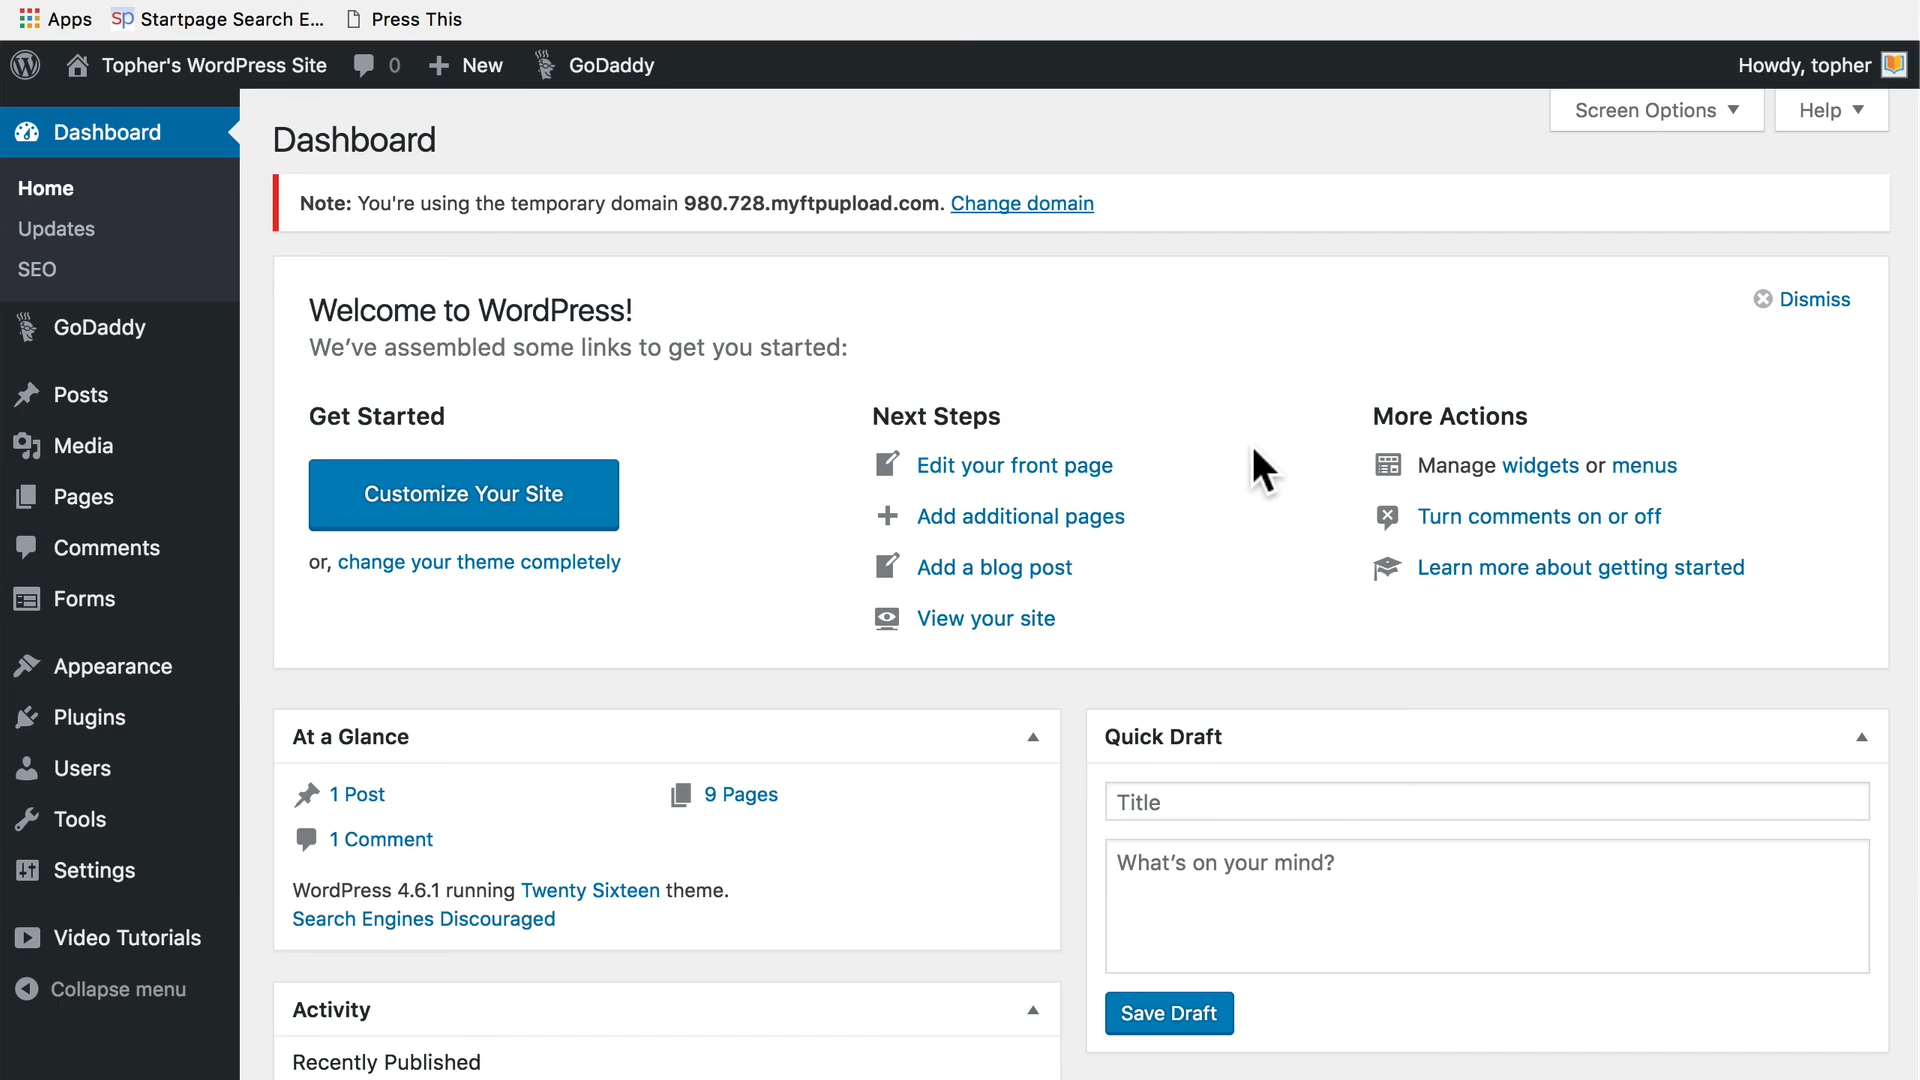 Apps
Startpage Search E...
Press This
Topher's WordPress Site
0
New
GoDaddy
Howdy, topher
Screen Options
Help
Dashboard
Home
Updates
SEO
GoDaddy
Posts
Media
Pages
Comments
Forms
Appearance
Plugins
Users
Tools
Settings
Video Tutorials
Collapse menu
Dashboard
Note: You're using the temporary domain 980.728.myftpupload.com. Change domain
Welcome to WordPress!
We've assembled some links to get you started:
Dismiss
Get Started
Customize Your Site
or, change your theme completely
Next Steps
Edit your front page
Add additional pages
Add a blog post
View your site
More Actions
Manage widgets or menus
Turn comments on or off
Learn more about getting started
At a Glance
1 Post
9 Pages
1 Comment
WordPress 4.6.1 running Twenty Sixteen theme.
Search Engines Discouraged
Activity
Recently Published
Quick Draft
Title
What's on your mind?
Save Draft